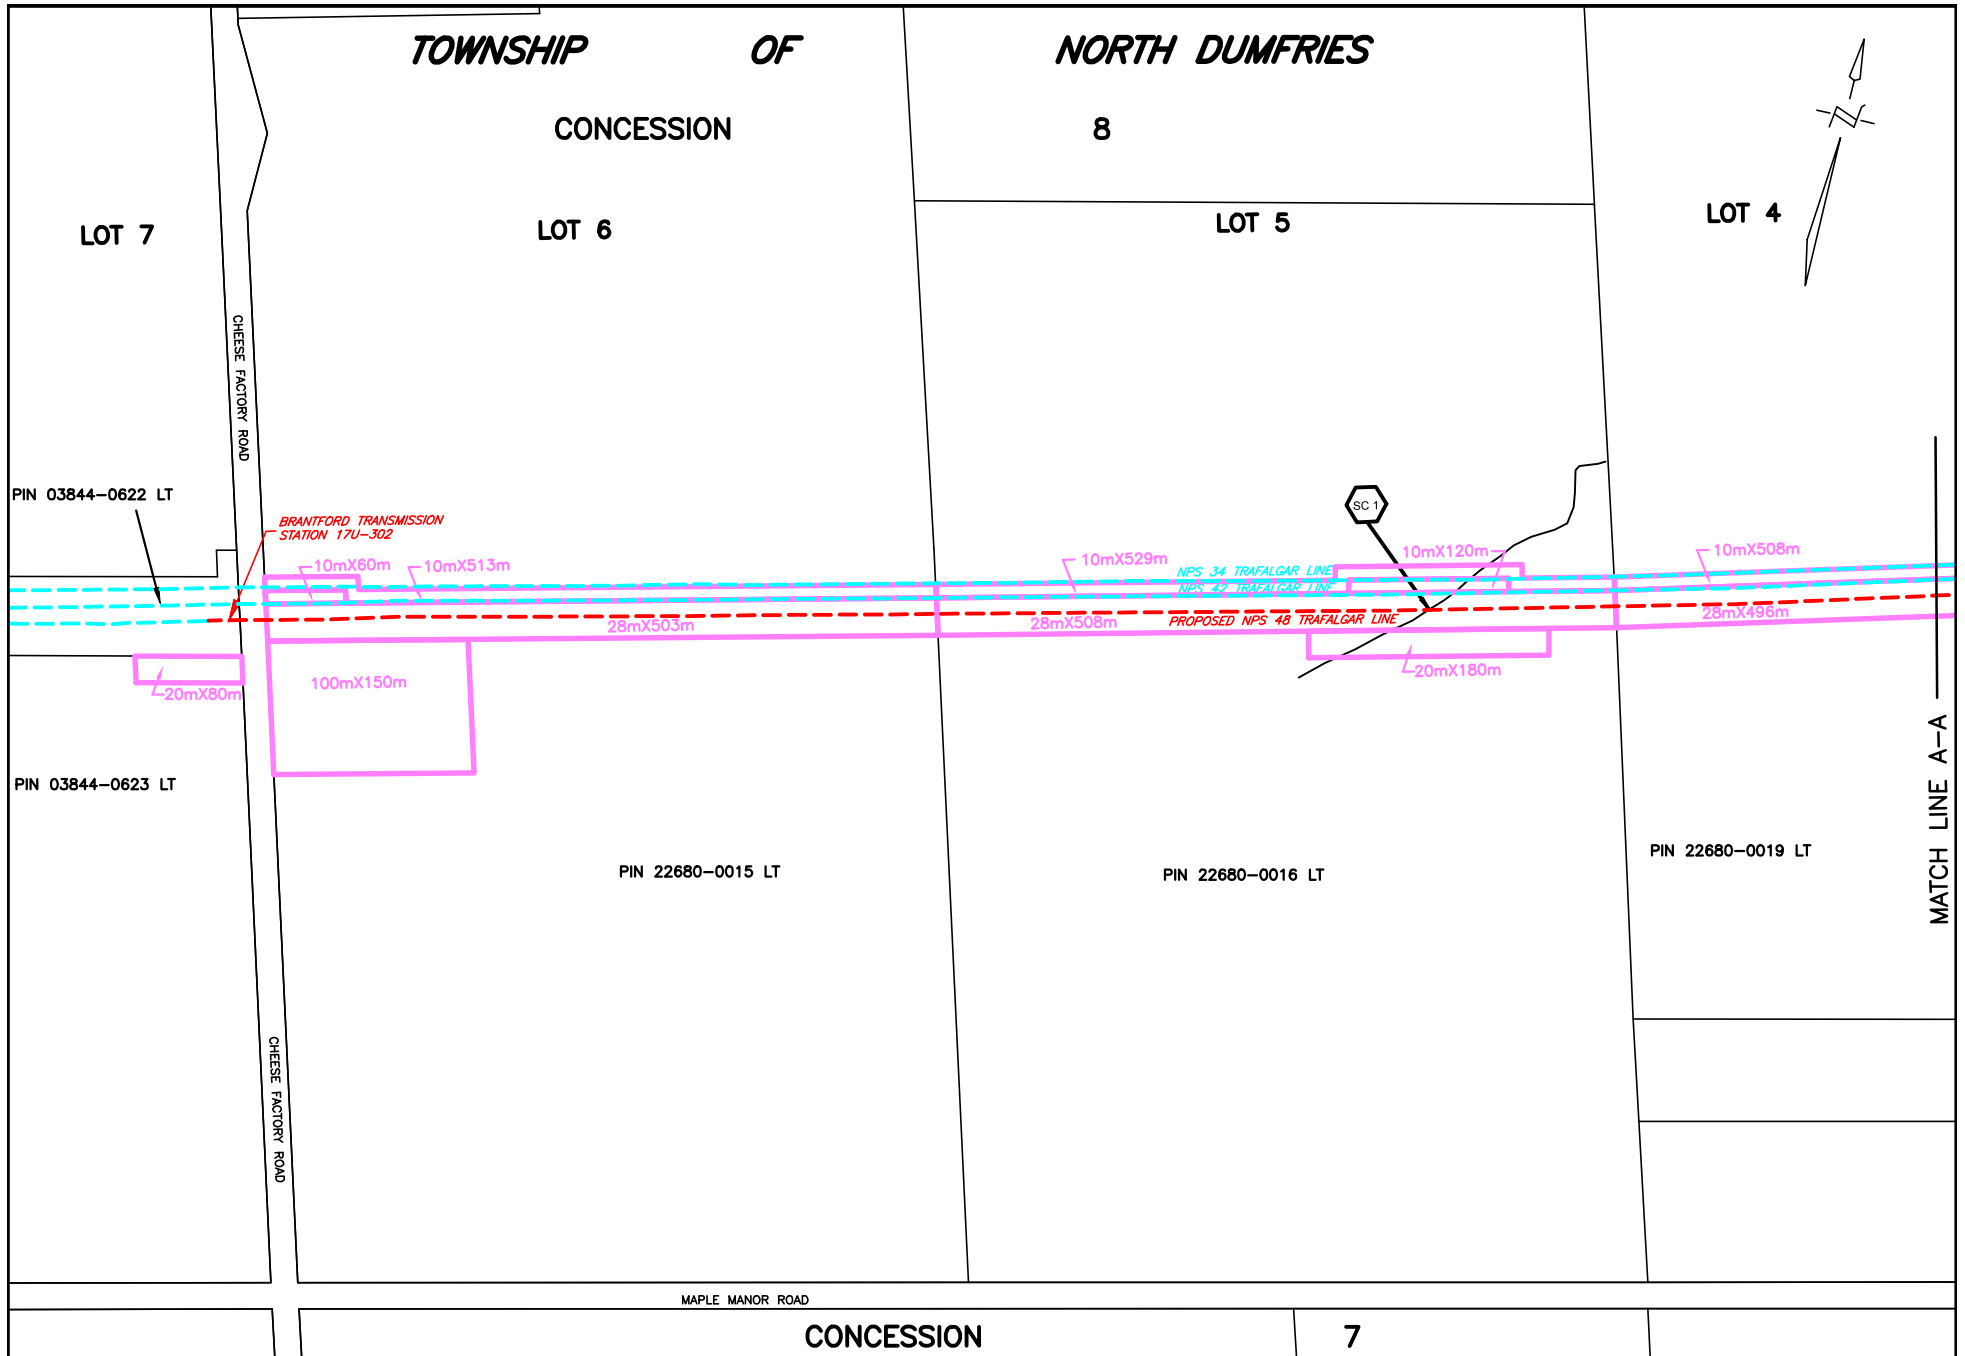 TOWNSHIP OF NORTH DUMFRIES
CONCESSION 8
LOT 7
LOT 6
LOT 5
LOT 4
N
CHEESE FACTORY ROAD
PIN 03844-0622 LT
BRANTFORD TRANSMISSION
STATION 17U-302
SC 1
10mX60m
10mX513m
10mX529m
10mX120m
10mX508m
NPS 34 TRAFALGAR LINE
NPS 42 TRAFALGAR LINE
28mX503m
28mX508m
PROPOSED NPS 48 TRAFALGAR LINE
28mX496m
20mX80m
100mX150m
20mX180m
PIN 03844-0623 LT
PIN 22680-0015 LT
PIN 22680-0016 LT
PIN 22680-0019 LT
MATCH LINE A-A
CHEESE FACTORY ROAD
MAPLE MANOR ROAD
CONCESSION 7